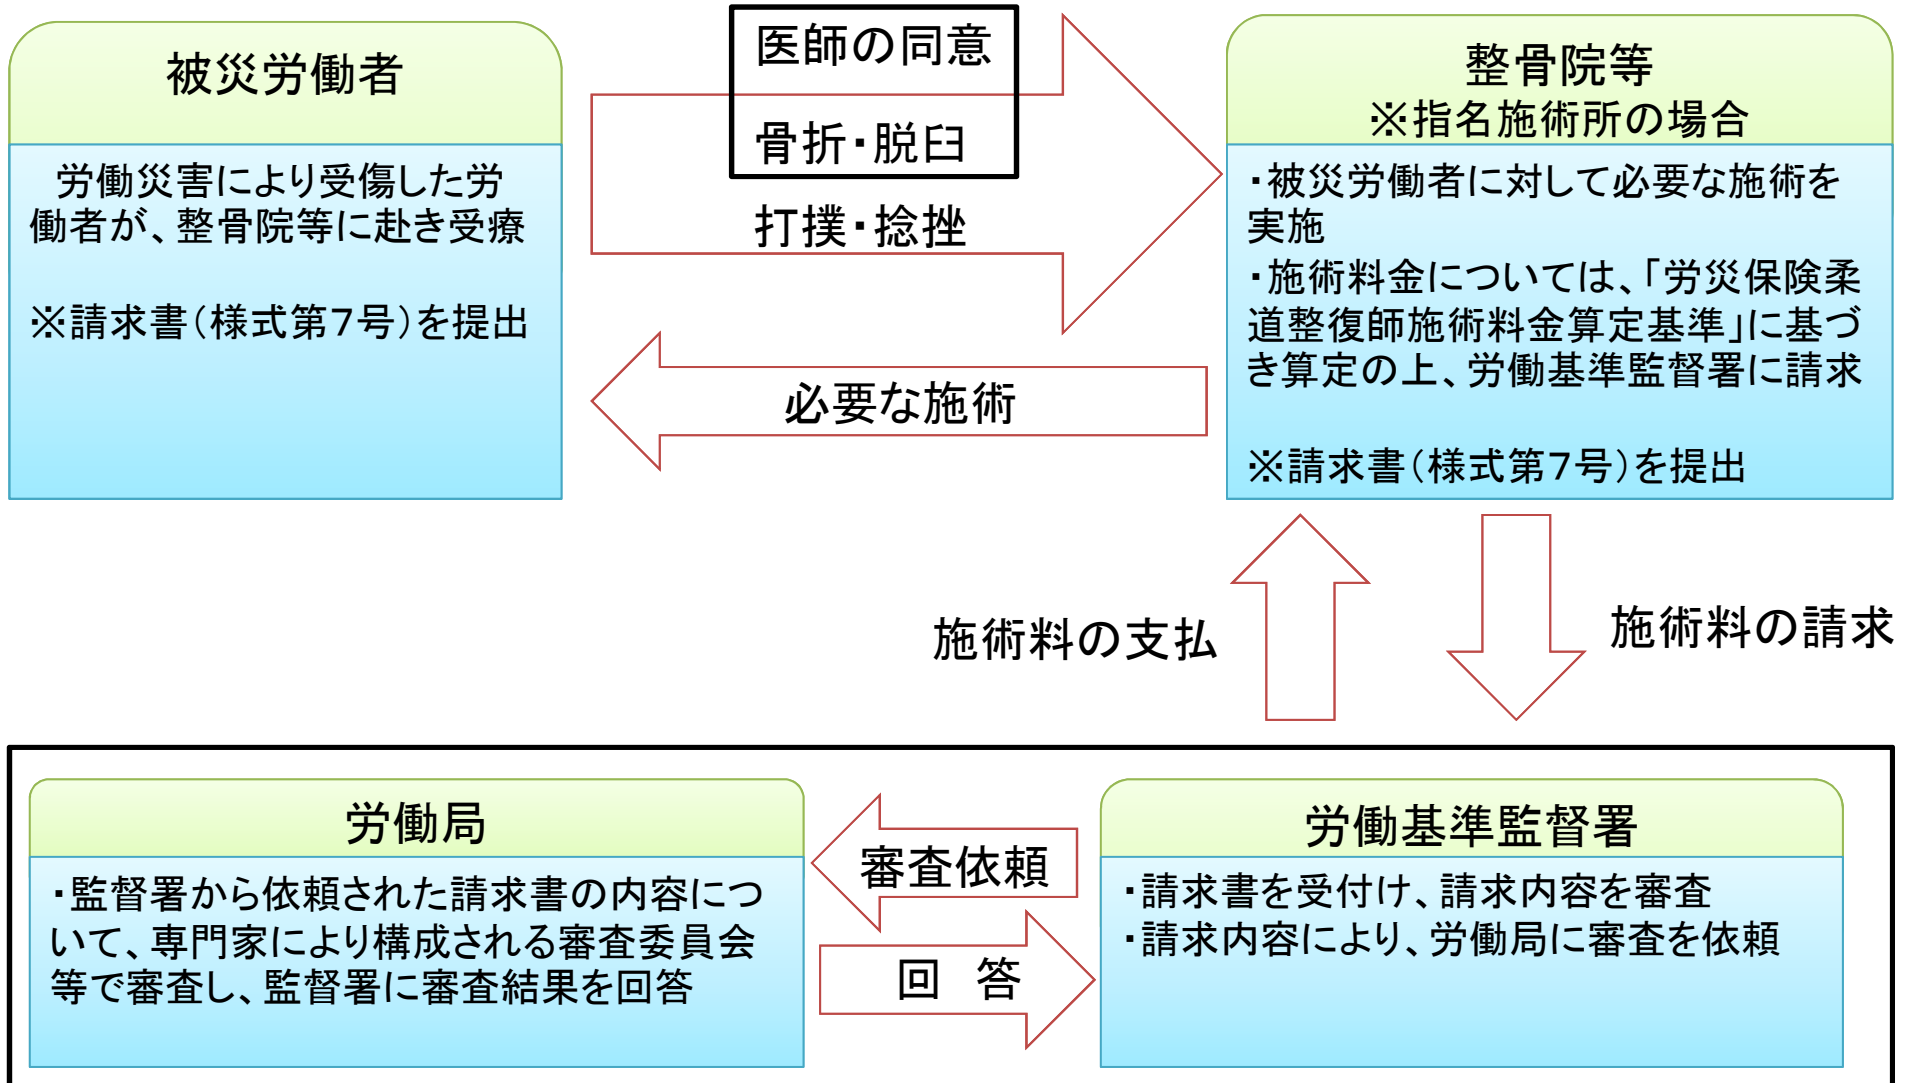 被災労働者
労働災害により受傷した労
働者が、整骨院等に赴き受療
※請求書(様式第7号)を提出
医師の同意
骨折・脱臼
打撲・捻挫
必要な施術
整骨院等
※指名施術所の場合
・被災労働者に対して必要な施術を
実施
・施術料金については、「労災保険柔
道整復師施術料金算定基準」に基づ
き算定の上、労働基準監督署に請求
※請求書(様式第7号)を提出
施術料の支払
施術料の請求
労働局
・監督署から依頼された請求書の内容につ
いて、専門家により構成される審査委員会
等で審査し、監督署に審査結果を回答
審査依頼
回　答
労働基準監督署
・請求書を受付け、請求内容を審査
・請求内容により、労働局に審査を依頼